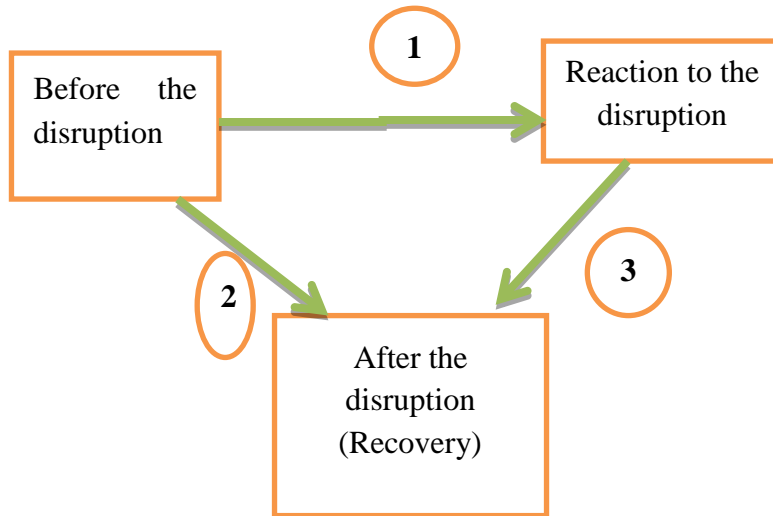 1
Before the
disruption
Reaction to the
disruption
2
3
After the
disruption
(Recovery)